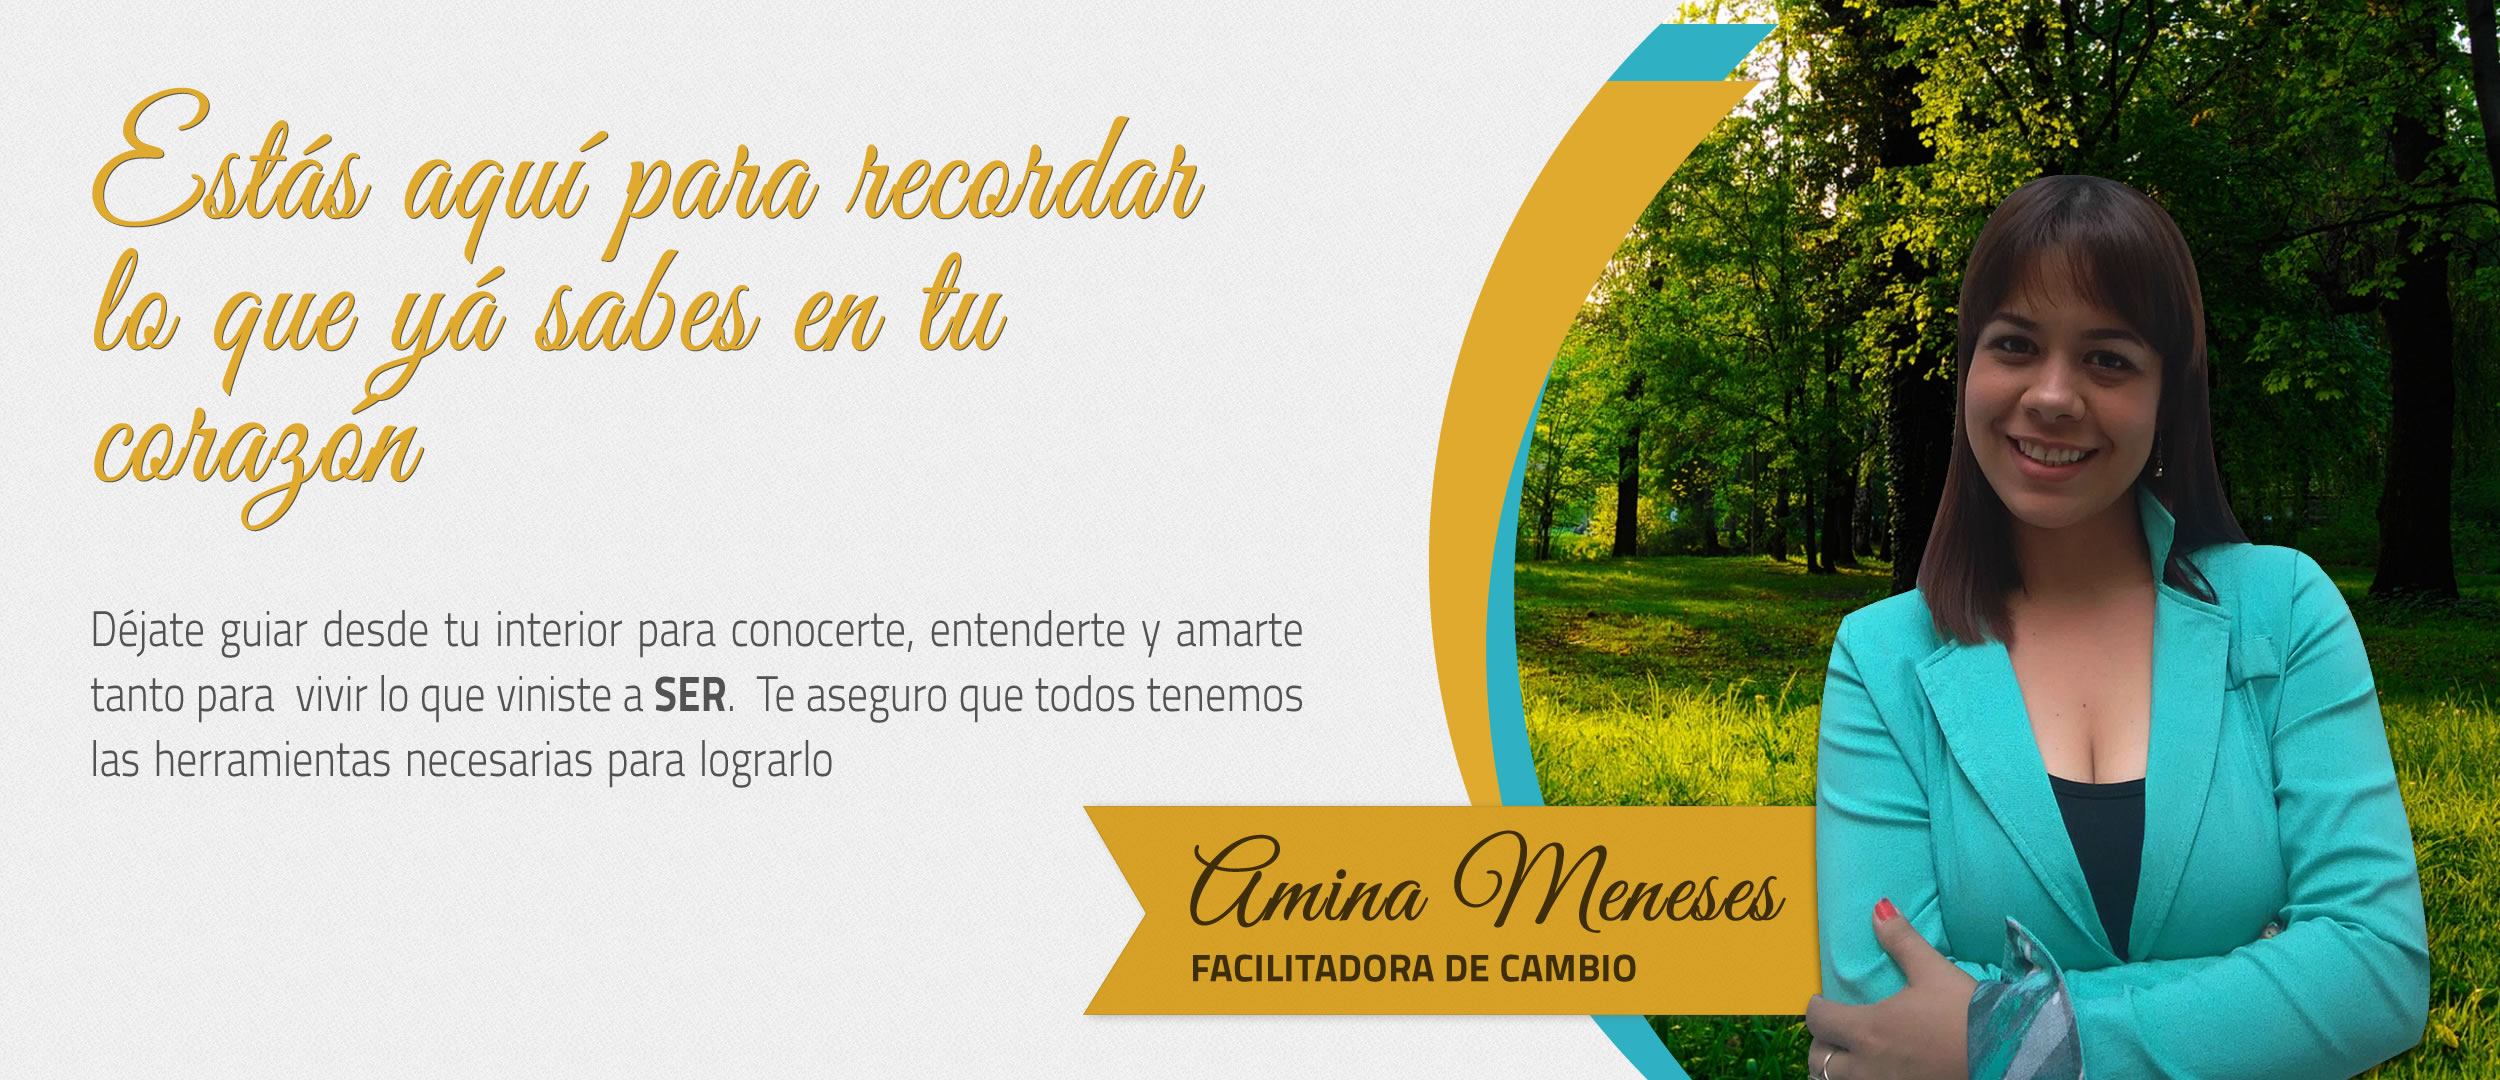 Estás aquí para recordar
lo que yá sabes en tu
corazón
Déjate guiar desde tu interior para conocerte, entenderte y amarte
tanto para vivir lo que viniste a SER. Te aseguro que todos tenemos
las herramientas necesarias para lograrlo
Amina Meneses
FACILITADORA DE CAMBIO